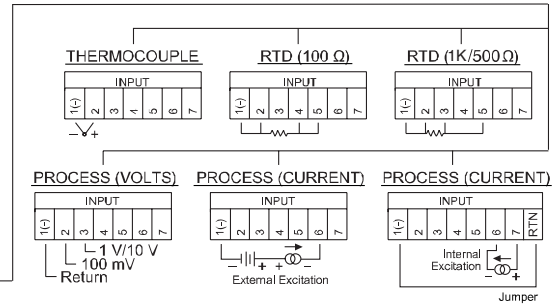 THERMOCOUPLE RTD (100 Ω) RTD (1K/500Ω)
INPUT INPUT INPUT
1(-) 2 3 4 5 6 7 1(-) 2 3 4 5 6 7 1(-) 2 3 4 5 6 7
− +
PROCESS (VOLTS) PROCESS (CURRENT) PROCESS (CURRENT)
INPUT INPUT INPUT
1(-) 2 3 4 5 6 7 1(-) 2 3 4 5 6 7 1(-) 2 3 4 5 6 7 RTN
1 V/10 V
100 mV
Return
− + + −
External Excitation
Internal
Excitation
− +
Jumper